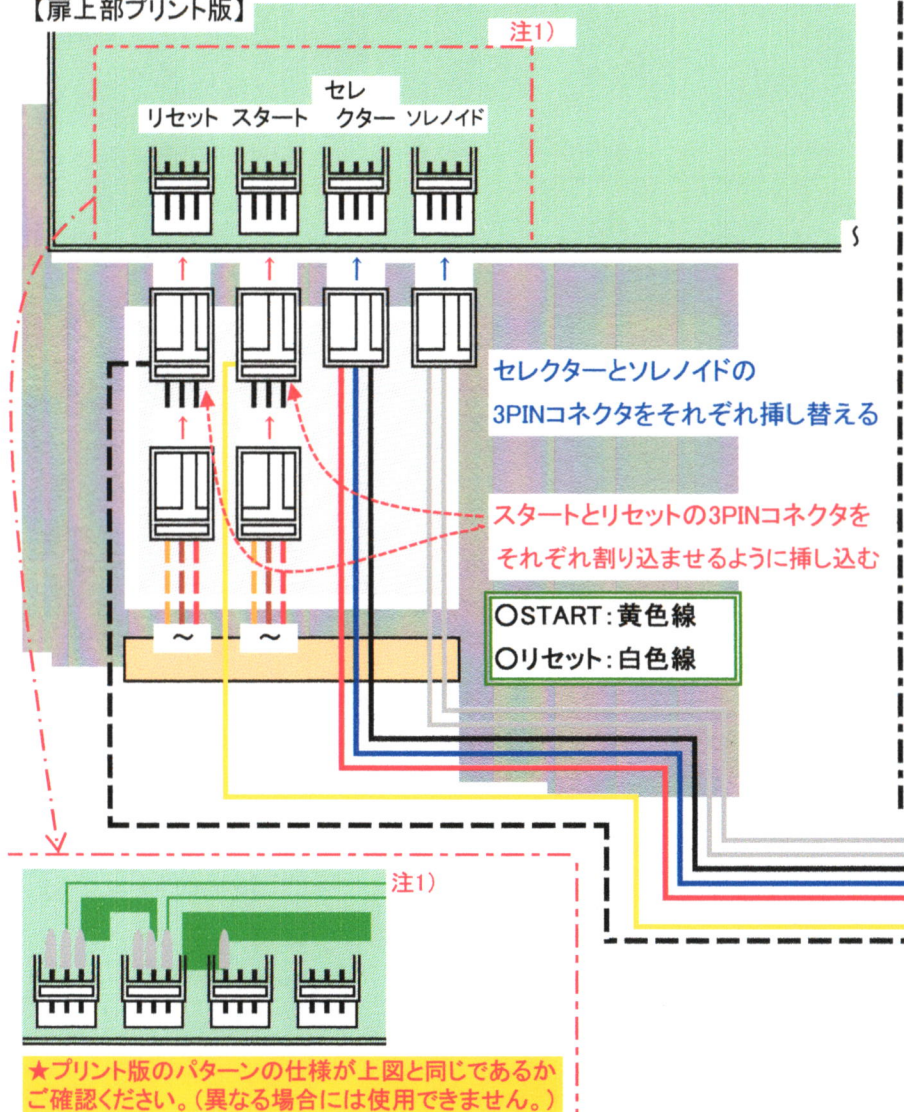 【扉上部プリント版】
注1)
リセット スタート セレクター ソレノイド
↑ ↑ ↑ ↑
セレクターとソレノイドの
3PINコネクタをそれぞれ挿し替える
↑ ↑
スタートとリセットの3PINコネクタを
それぞれ割り込ませるように挿し込む
○START:黄色線
○リセット:白色線
～ ～
注1)
★プリント版のパターンの仕様が上図と同じであるか
ご確認ください。(異なる場合には使用できません。)